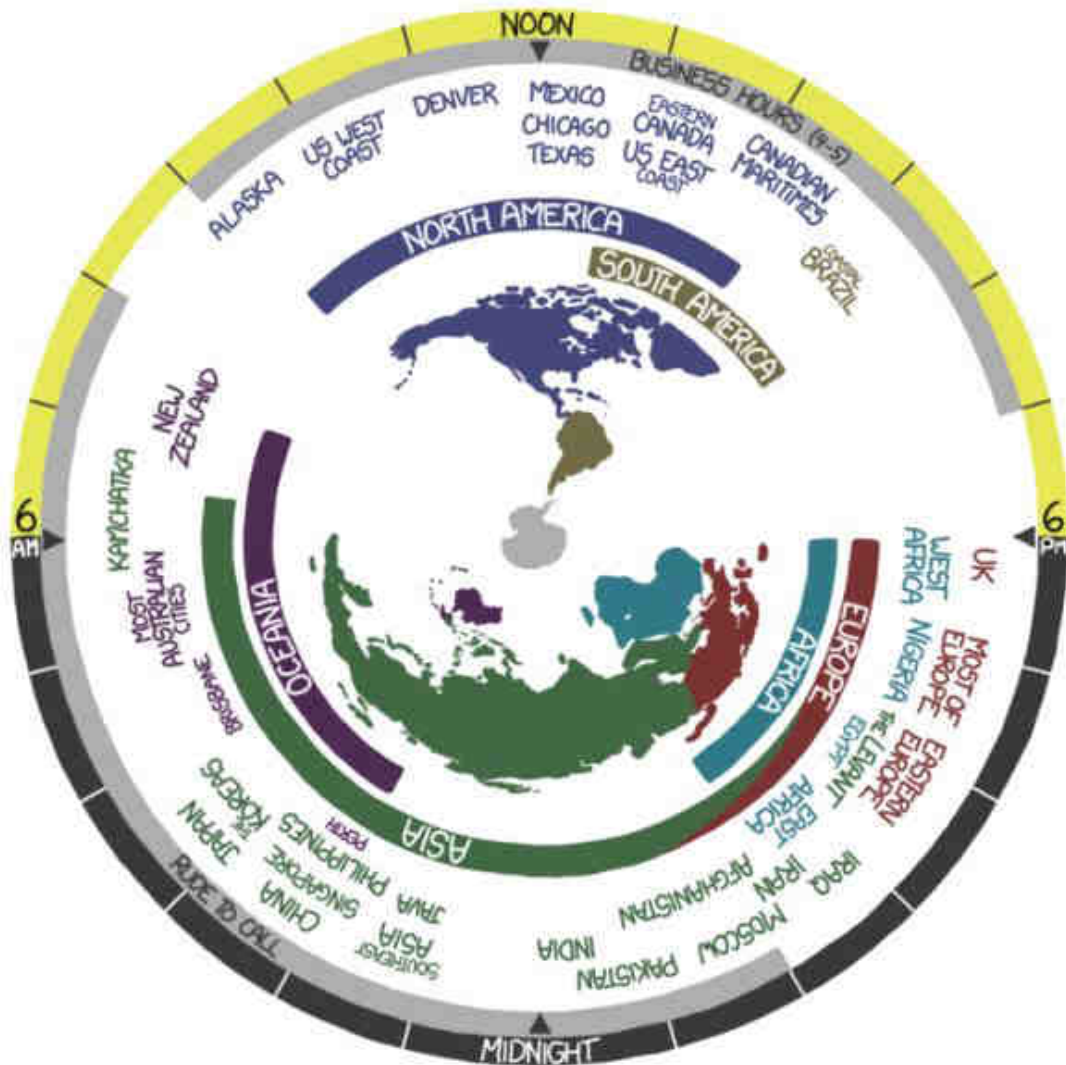 NOON
BUSINESS HOURS (9-5)
ALASKA
US WEST
COAST
DENVER
MEXICO
CHICAGO
TEXAS
EASTERN
CANADA
US EAST
COAST
CANADIAN
MARITIMES
COASTAL
BRAZIL
NORTH AMERICA
SOUTH AMERICA
6
PM
UK
WEST
AFRICA
NIGERIA
MOST OF
EUROPE
EASTERN
EUROPE
THE LEVANT
EGYPT
EAST
AFRICA
EUROPE
AFRICA
IRAQ
IRAN
MOSCOW
AFGHANISTAN
PAKISTAN
INDIA
MIDNIGHT
SOUTHEAST
ASIA
JAVA
CHINA
SINGAPORE
PHILIPPINES
PERTH
ASIA
RUDE TO CALL
JAPAN
THE
KOREAS
BRISBANE
MOST
AUSTRALIAN
CITIES
OCEANIA
KAMCHATKA
NEW
ZEALAND
6
AM